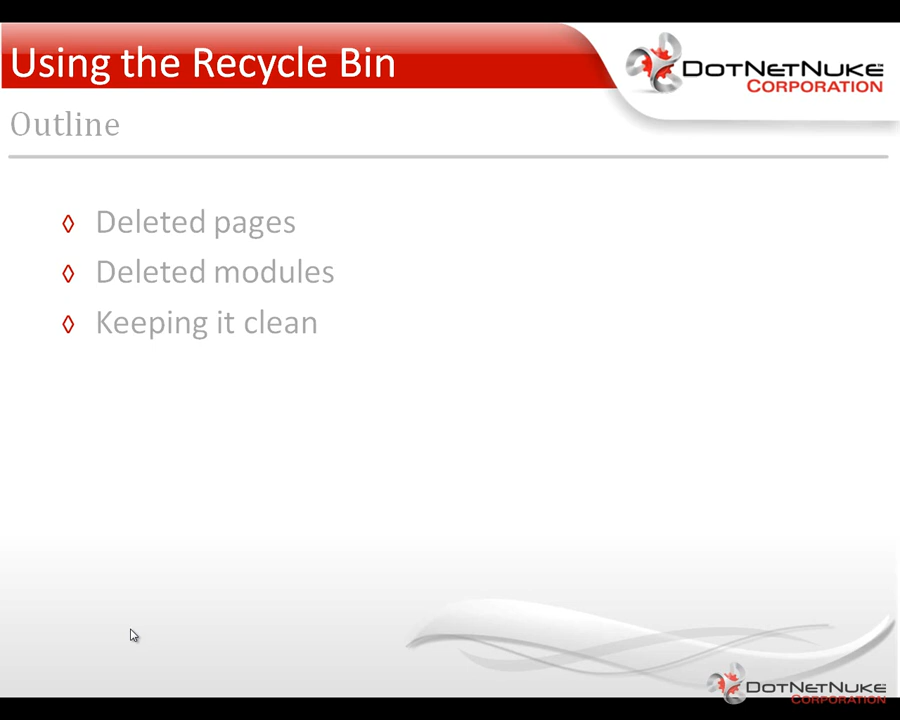 Using the Recycle Bin
DOTNETNUKE
CORPORATION
Outline
Deleted pages
Deleted modules
Keeping it clean
DOTNETNUKE
CORPORATION